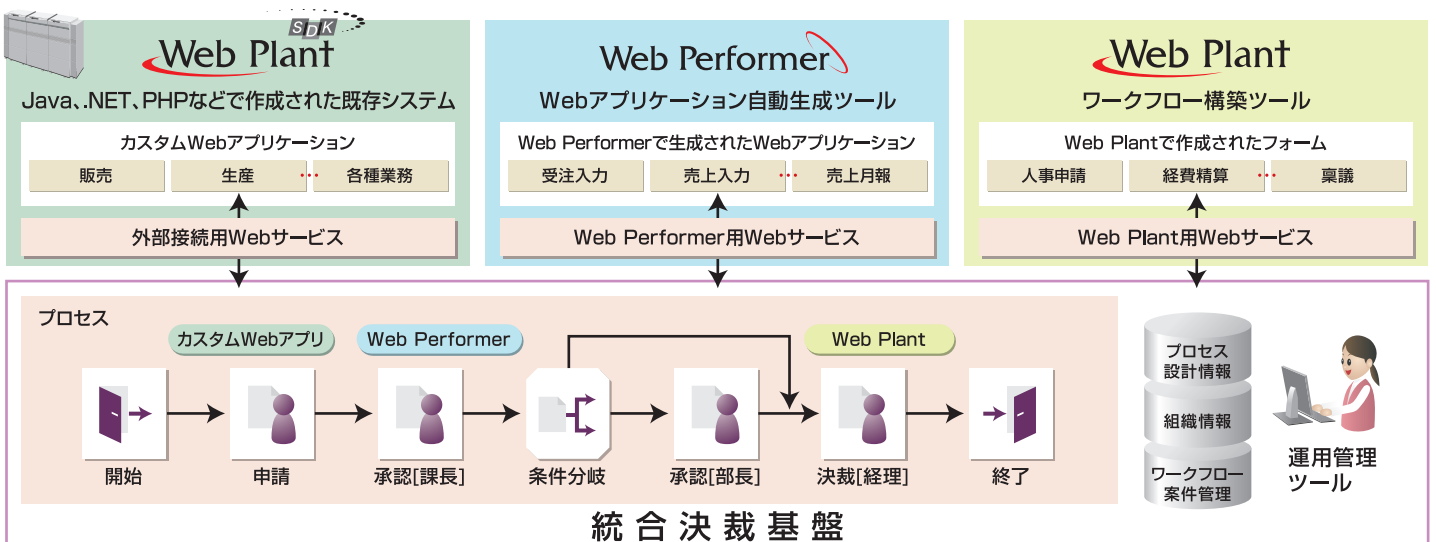 SDK
Web Plant
Java、.NET、PHPなどで作成された既存システム
カスタムWebアプリケーション
販売
生産
…
各種業務
外部接続用Webサービス
Web Performer
Webアプリケーション自動生成ツール
Web Performerで生成されたWebアプリケーション
受注入力
売上入力
…
売上月報
Web Performer用Webサービス
Web Plant
ワークフロー構築ツール
Web Plantで作成されたフォーム
人事申請
経費精算
…
稟議
Web Plant用Webサービス
プロセス
カスタムWebアプリ
Web Performer
Web Plant
開始
申請
承認[課長]
条件分岐
承認[部長]
決裁[経理]
終了
プロセス
設計情報
組織情報
ワークフロー
案件管理
運用管理
ツール
統合決裁基盤